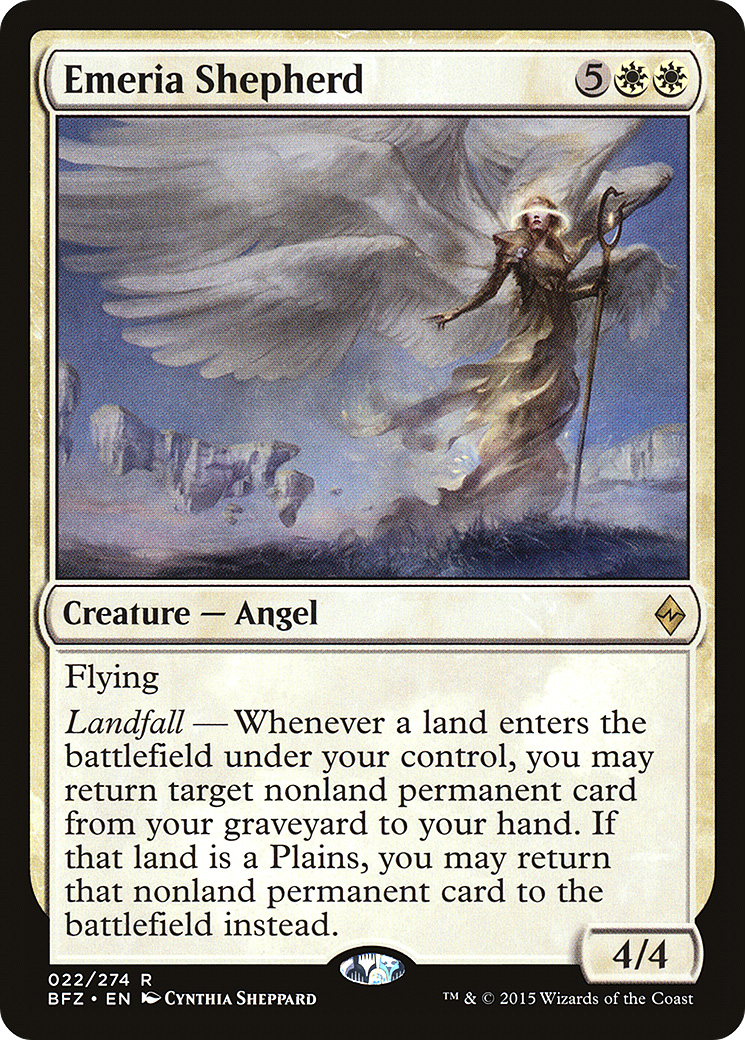 Emeria Shepherd 5
Creature — Angel
Flying
Landfall — Whenever a land enters the
battlefield under your control, you may
return target nonland permanent card
from your graveyard to your hand. If
that land is a Plains, you may return
that nonland permanent card to the
battlefield instead.
4/4
022/274 R
BFZ • EN Cynthia Sheppard
™ & © 2015 Wizards of the Coast